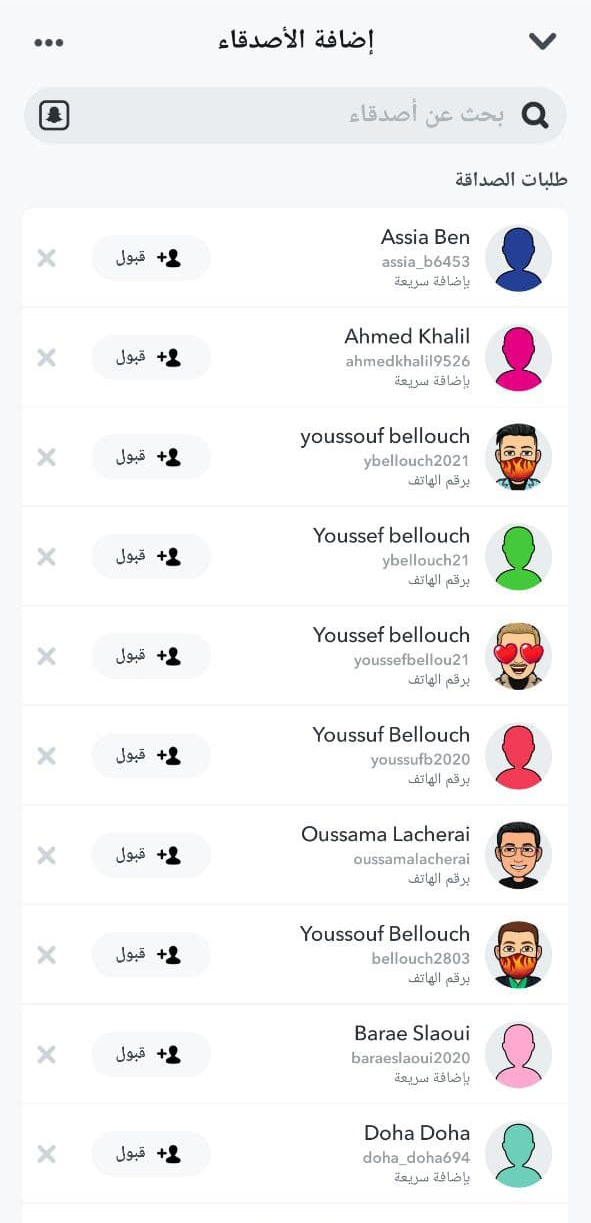 إضافة الأصدقاء
بحث عن أصدقاء
طلبات الصداقة
Assia Ben
assia_b6453
بإضافة سريعة
قبول
Ahmed Khalil
ahmedkhalil9526
بإضافة سريعة
قبول
youssouf bellouch
ybellouch2021
برقم الهاتف
قبول
Youssef bellouch
ybellouch21
برقم الهاتف
قبول
Youssef bellouch
youssefbellou21
برقم الهاتف
قبول
Youssuf Bellouch
youssufb2020
برقم الهاتف
قبول
Oussama Lacherai
oussamalacherai
برقم الهاتف
قبول
Youssouf Bellouch
bellouch2803
برقم الهاتف
قبول
Barae Slaoui
baraeslaoui2020
بإضافة سريعة
قبول
Doha Doha
doha_doha694
بإضافة سريعة
قبول